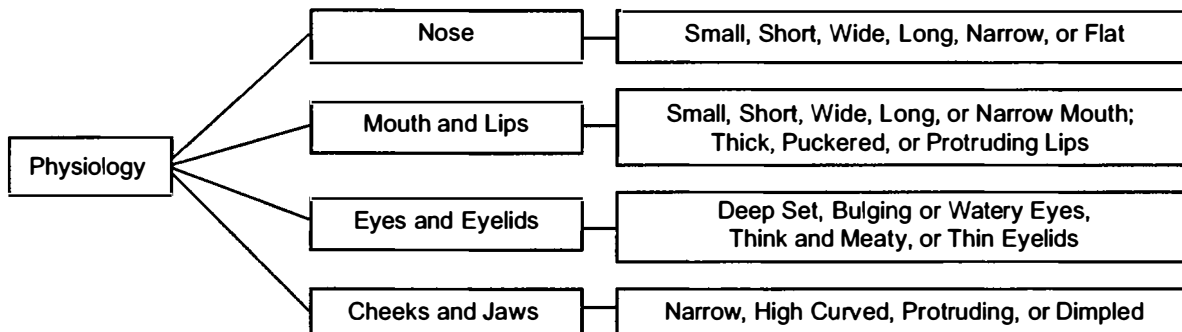 Nose
Small, Short, Wide, Long, Narrow, or Flat
Mouth and Lips
Small, Short, Wide, Long, or Narrow Mouth;
Thick, Puckered, or Protruding Lips
Physiology
Eyes and Eyelids
Deep Set, Bulging or Watery Eyes,
Think and Meaty, or Thin Eyelids
Cheeks and Jaws
Narrow, High Curved, Protruding, or Dimpled